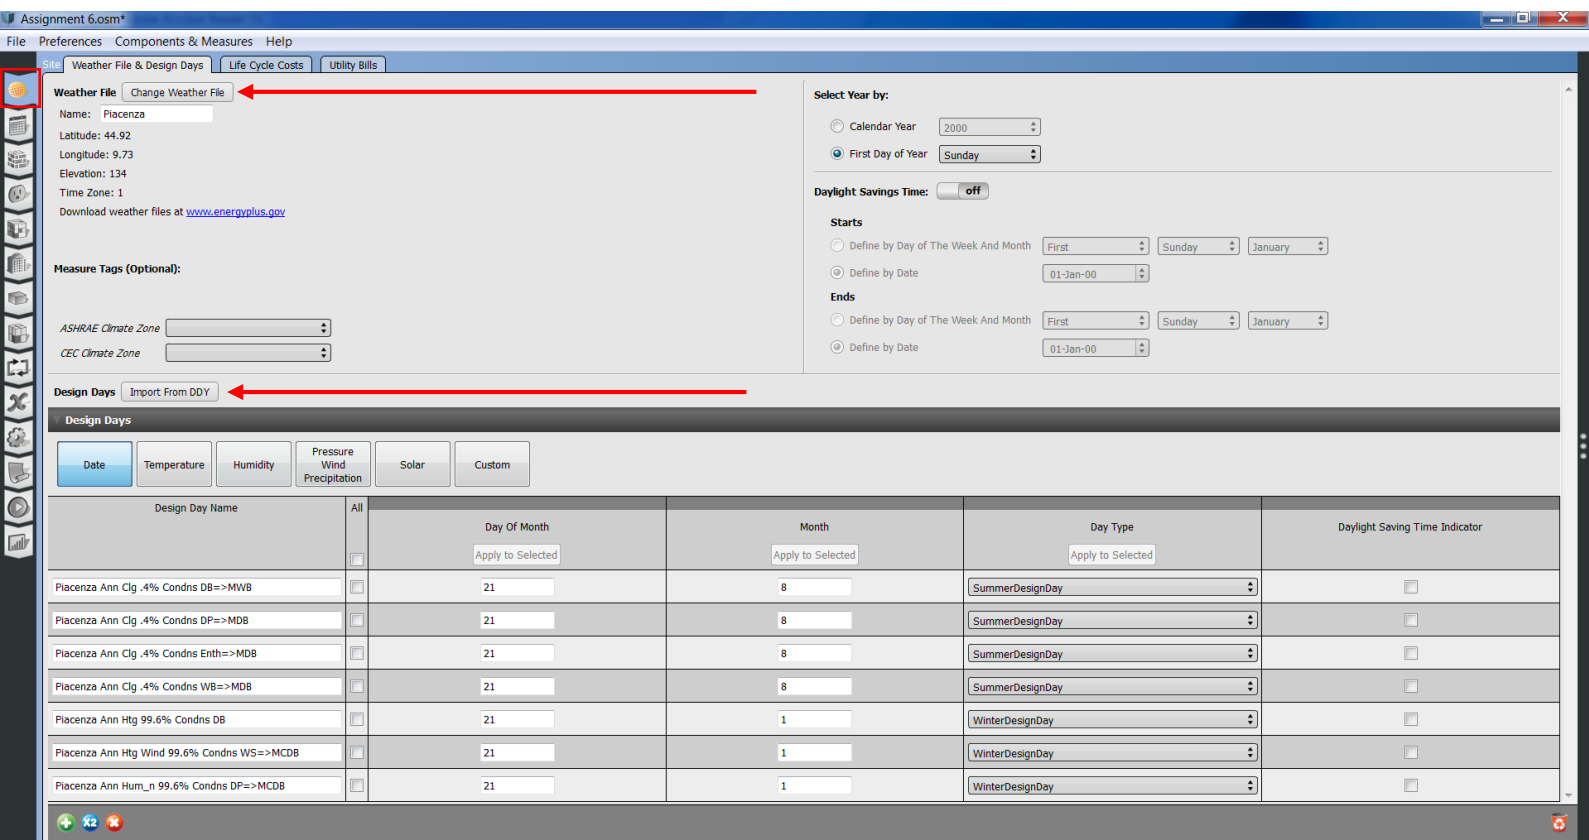 Assignment 6.osm*
File Preferences Components & Measures Help
Site Weather File & Design Days Life Cycle Costs Utility Bills
Weather File Change Weather File
Name: Piacenza
Latitude: 44.92
Longitude: 9.73
Elevation: 134
Time Zone: 1
Download weather files at www.energyplus.gov
Measure Tags (Optional):
ASHRAE Climate Zone
CEC Climate Zone
Select Year by:
Calendar Year 2000
First Day of Year Sunday
Daylight Savings Time: off
Starts
Define by Day of The Week And Month First Sunday January
Define by Date 01-Jan-00
Ends
Define by Day of The Week And Month First Sunday January
Define by Date 01-Jan-00
Design Days Import From DDY
Design Days
Date Temperature Humidity Pressure Wind Precipitation Solar Custom
Design Day Name All
Day Of Month Month Day Type Daylight Saving Time Indicator
Apply to Selected Apply to Selected Apply to Selected
Piacenza Ann Clg .4% Condns DB=>MWB 21 8 SummerDesignDay
Piacenza Ann Clg .4% Condns DP=>MDB 21 8 SummerDesignDay
Piacenza Ann Clg .4% Condns Enth=>MDB 21 8 SummerDesignDay
Piacenza Ann Clg .4% Condns WB=>MDB 21 8 SummerDesignDay
Piacenza Ann Htg 99.6% Condns DB 21 1 WinterDesignDay
Piacenza Ann Htg Wind 99.6% Condns WS=>MCDB 21 1 WinterDesignDay
Piacenza Ann Hum_n 99.6% Condns DP=>MCDB 21 1 WinterDesignDay
X2